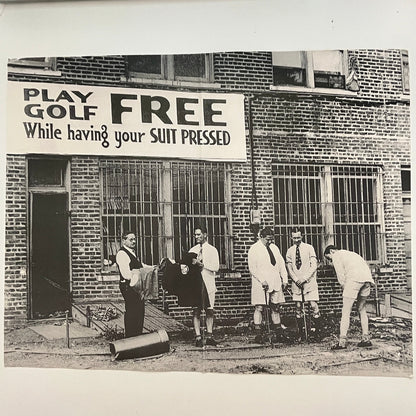 PLAY GOLF FREE
While having your SUIT PRESSED